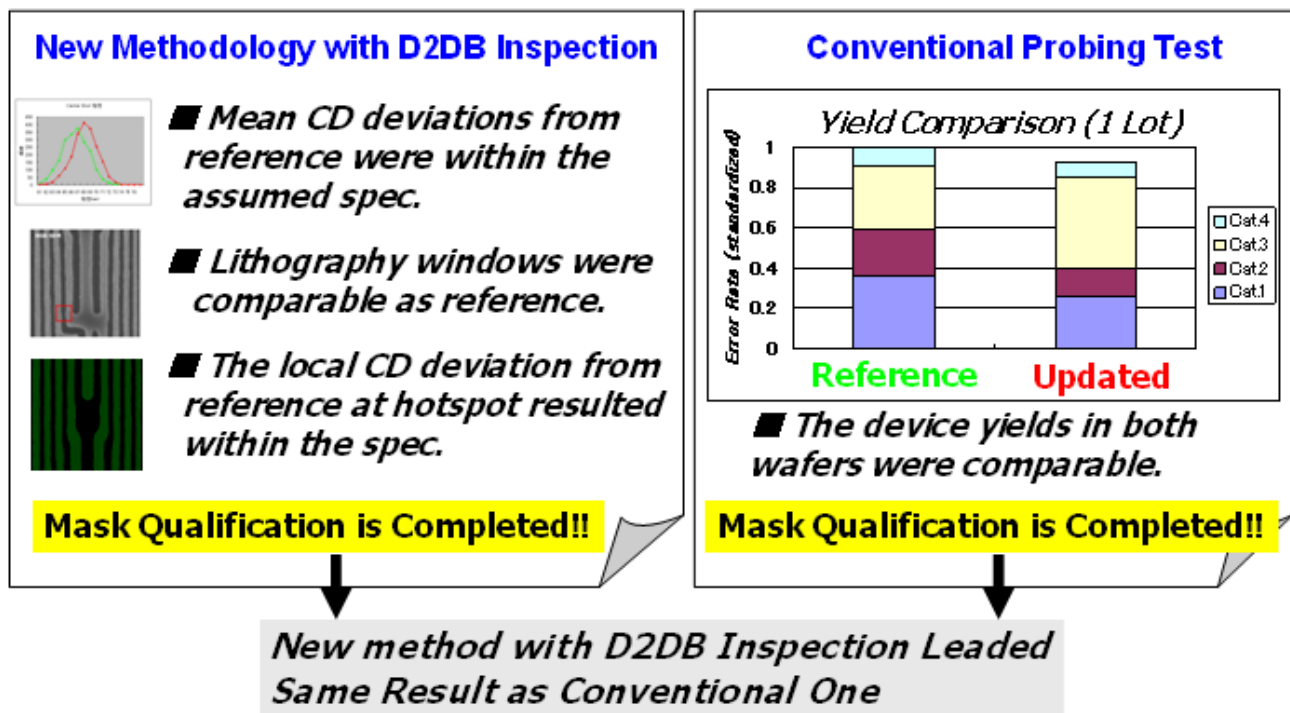 New Methodology with D2DB Inspection
Mean CD deviations from
reference were within the
assumed spec.
Lithography windows were
comparable as reference.
The local CD deviation from
reference at hotspot resulted
within the spec.
Mask Qualification is Completed!!
Conventional Probing Test
Yield Comparison (1 Lot)
Error Rate (standardized)
1
0.8
0.6
0.4
0.2
0
Cat.4
Cat.3
Cat.2
Cat.1
Reference
Updated
The device yields in both
wafers were comparable.
Mask Qualification is Completed!!
New method with D2DB Inspection Leaded
Same Result as Conventional One